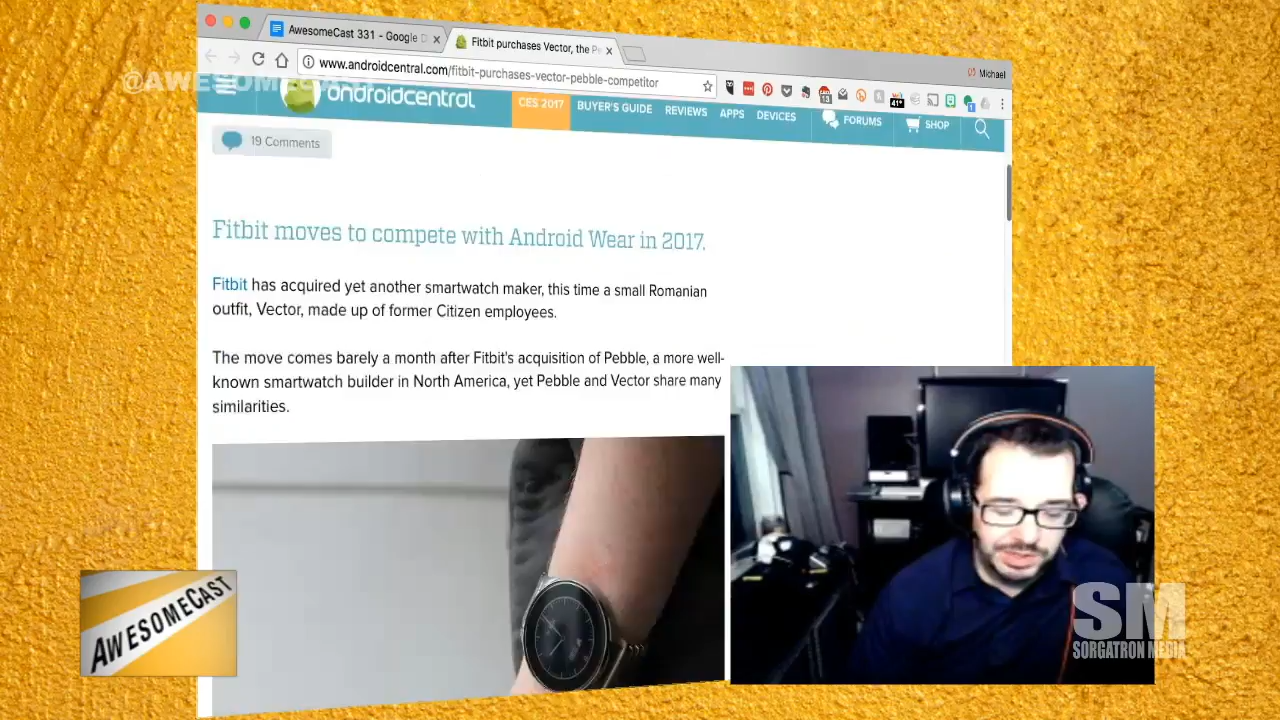 AwesomeCast 331 - Google D
Fitbit purchases Vector, the Pe
Michael
www.androidcentral.com/fitbit-purchases-vector-pebble-competitor
@AWESOMECAST
androidcentral
CES 2017
BUYER'S GUIDE
REVIEWS
APPS
DEVICES
FORUMS
SHOP
13
41°
19 Comments
Fitbit moves to compete with Android Wear in 2017.
Fitbit has acquired yet another smartwatch maker, this time a small Romanian
outfit, Vector, made up of former Citizen employees.
The move comes barely a month after Fitbit's acquisition of Pebble, a more well-
known smartwatch builder in North America, yet Pebble and Vector share many
similarities.
AWESOMECAST
SM
SORGATRON MEDIA